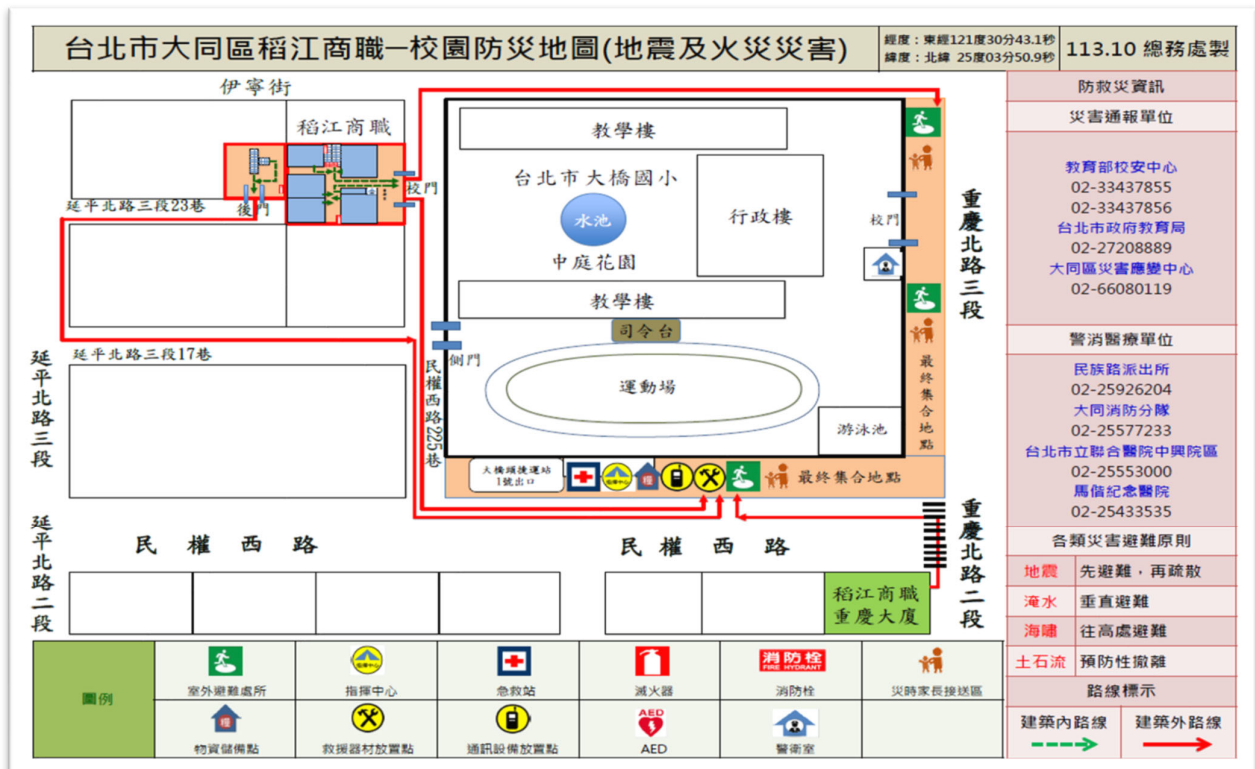 台北市大同區稻江商職—校園防災地圖(地震及火災災害)
經度：東經121度30分43.1秒
緯度：北緯 25度03分50.9秒
113.10 總務處製
伊寧街
稻江商職
校門
後門
延平北路三段23巷
延平北路三段17巷
延平北路三段
延平北路二段
教學樓
台北市大橋國小
水池
中庭花園
行政樓
校門
教學樓
司令台
側門
運動場
游泳池
民權西路225巷
重慶北路三段
最終集合地點
大橋頭捷運站
1號出口
指揮中心
糧
最終集合地點
民權西路
民權西路
重慶北路二段
稻江商職
重慶大廈
防救災資訊
災害通報單位
教育部校安中心
02-33437855
02-33437856
台北市政府教育局
02-27208889
大同區災害應變中心
02-66080119
警消醫療單位
民族路派出所
02-25926204
大同消防分隊
02-25577233
台北市立聯合醫院中興院區
02-25553000
馬偕紀念醫院
02-25433535
各類災害避難原則
地震 先避難，再疏散
淹水 垂直避難
海嘯 往高處避難
土石流 預防性撤離
路線標示
建築內路線 建築外路線
圖例
指揮中心
消防栓
FIRE HYDRANT
室外避難處所 指揮中心 急救站 滅火器 消防栓 災時家長接送區
糧
AED
物資儲備點 救援器材放置點 通訊設備放置點 AED 警衛室